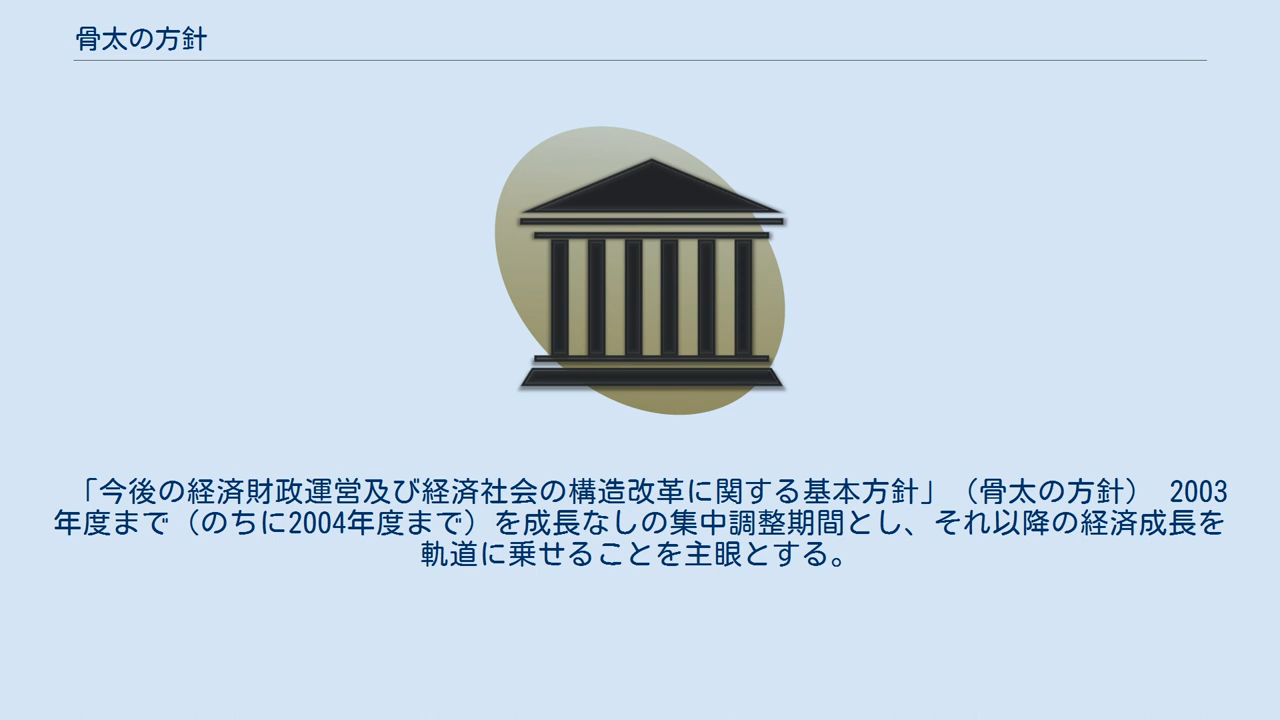 骨太の方針
「今後の経済財政運営及び経済社会の構造改革に関する基本方針」（骨太の方針） 2003
年度まで（のちに2004年度まで）を成長なしの集中調整期間とし、それ以降の経済成長を
軌道に乗せることを主眼とする。